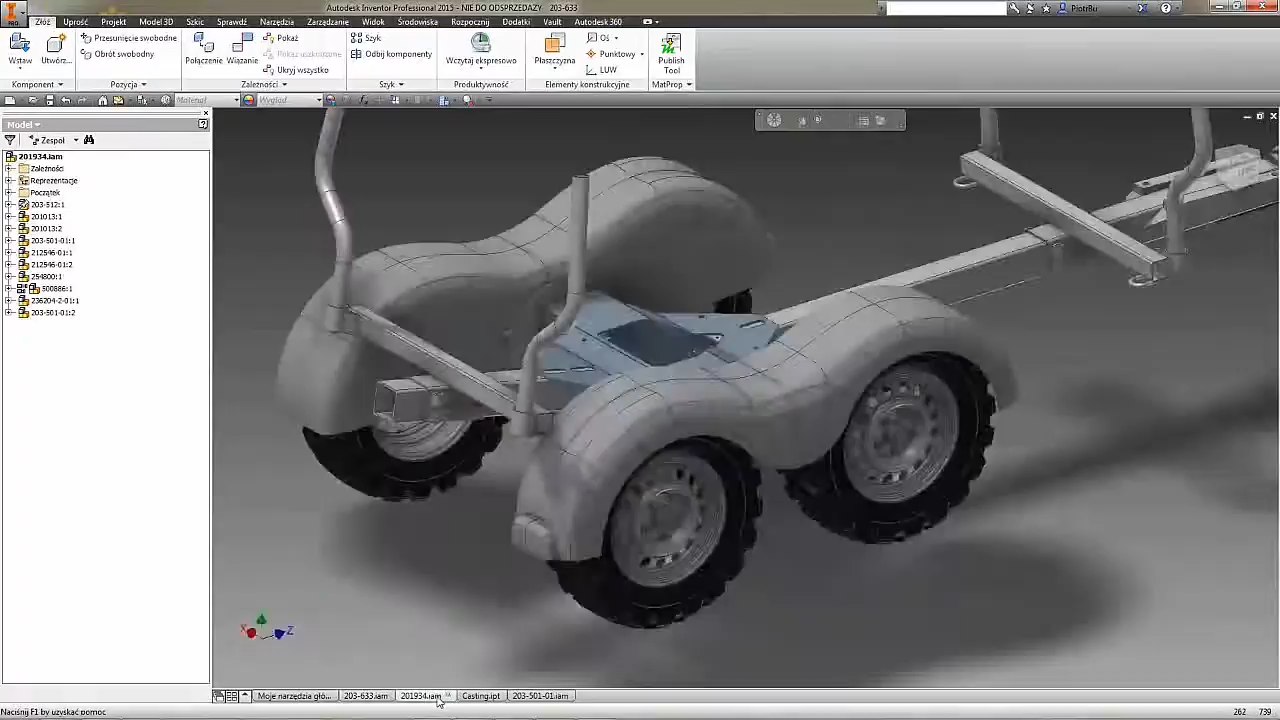 Autodesk Inventor Professional 2015 - NIE DO ODSPRZEDAŻY 203-633
PiotrBu
PRO
Złóż Uprość Projekt Model 3D Szkic Sprawdź Narzędzia Zarządzanie Widok Środowiska Rozpocznij Dodatki Vault Autodesk 360
Wstaw Utwórz...
Przesunięcie swobodne
Obrót swobodny
Połączenie Wiązanie
Pokaż
Pokaż uszkodzone
Ukryj wszystko
Szyk
Odbij komponenty
Wczytaj ekspresowo
Płaszczyzna
Oś
Punktowy
LUW
Publish
Tool
Komponent Pozycja Zależności Szyk Produktywność Elementy konstrukcyjne MatProp
Materiał Wygląd
Model
Zespół
201934.iam
Zależności
Reprezentacje
Początek
203-512:1
201013:1
201013:2
203-501-01:1
212546-01:1
212546-01:2
254800:1
500886:1
236204-2-01:1
203-501-01:2
X Z
Moje narzędzia głó... 203-633.iam 201934.iam Casting.ipt 203-501-01.iam
Naciśnij F1 by uzyskać pomoc 262 739